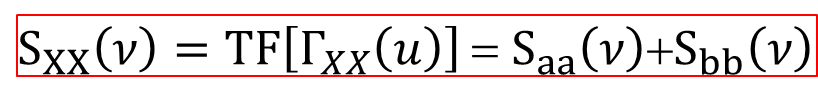 S_XX(ν) = TF[Γ_XX(u)] = S_aa(ν)+S_bb(ν)